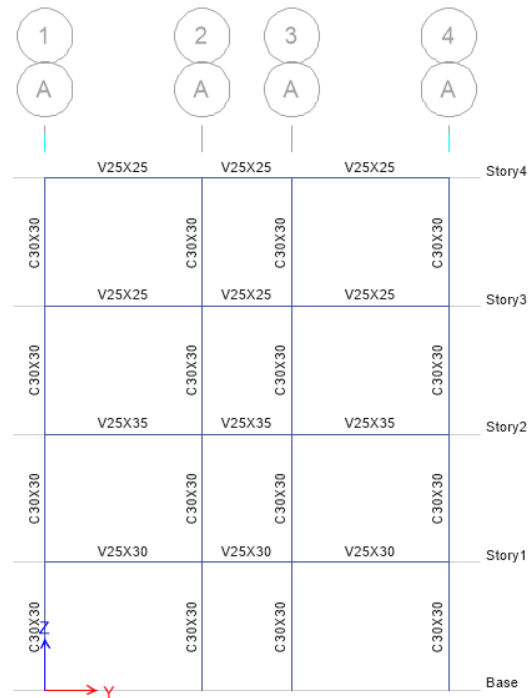 1 2 3 4
A A A A
V25X25 V25X25 V25X25 Story4
C30X30 C30X30 C30X30 C30X30
V25X25 V25X25 V25X25 Story3
C30X30 C30X30 C30X30 C30X30
V25X35 V25X35 V25X35 Story2
C30X30 C30X30 C30X30 C30X30
V25X30 V25X30 V25X30 Story1
C30X30 C30X30 C30X30 C30X30
Z
Y Base